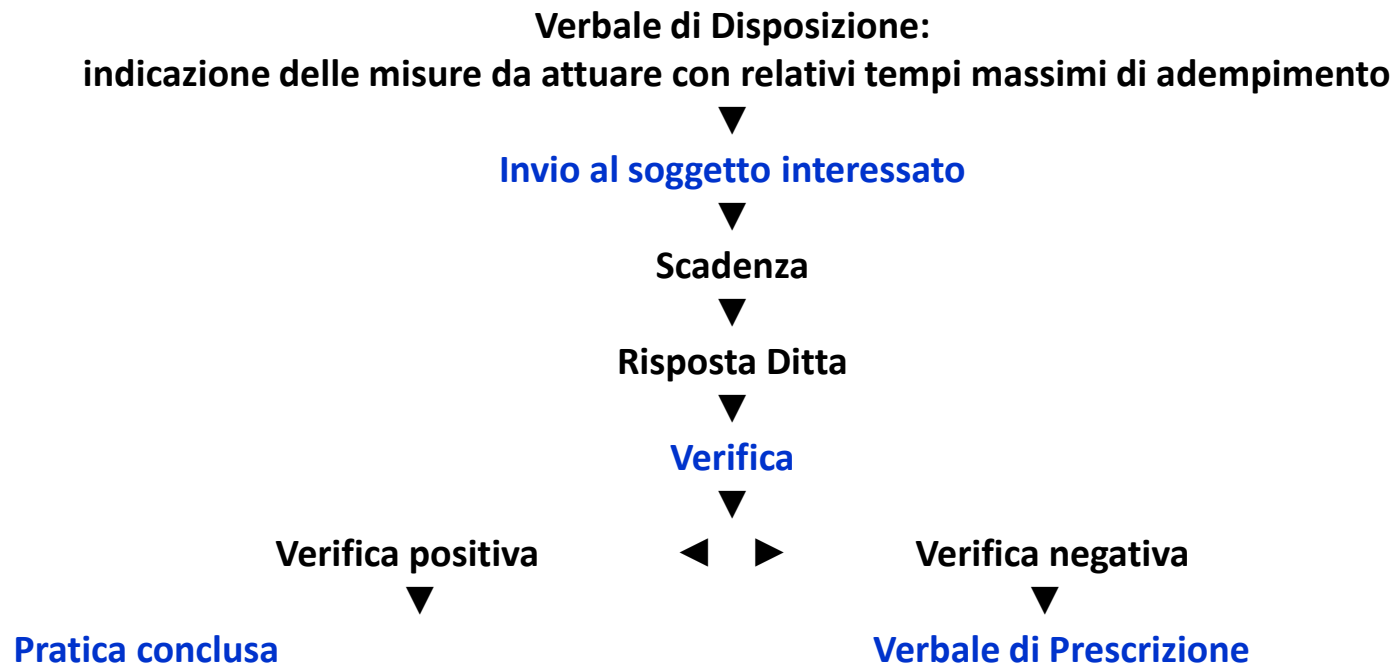 Verbale di Disposizione:
indicazione delle misure da attuare con relativi tempi massimi di adempimento
▼
Invio al soggetto interessato
▼
Scadenza
▼
Risposta Ditta
▼
Verifica
▼
Verifica positiva ◄ ► Verifica negativa
▼ ▼
Pratica conclusa Verbale di Prescrizione